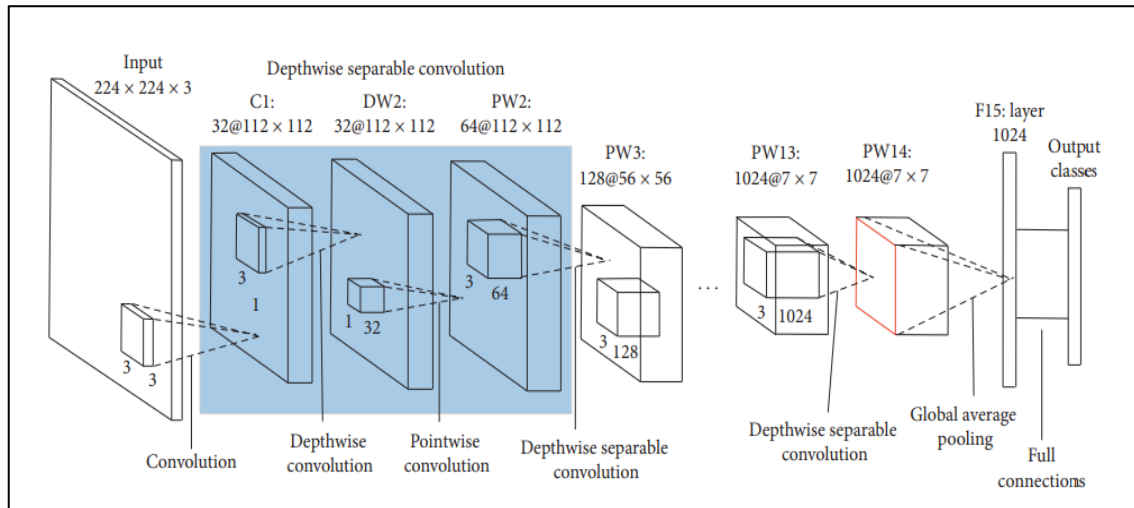 Input
224 × 224 × 3
Depthwise separable convolution
C1:
32@112 × 112
DW2:
32@112 × 112
PW2:
64@112 × 112
PW3:
128@56 × 56
PW13:
1024@7 × 7
PW14:
1024@7 × 7
F15: layer
1024
Output
classes
3
3
3
1
1
32
3
64
3
128
...
3
1024
Convolution
Depthwise
convolution
Pointwise
convolution
Depthwise separable
convolution
Depthwise separable
convolution
Global average
pooling
Full
connections